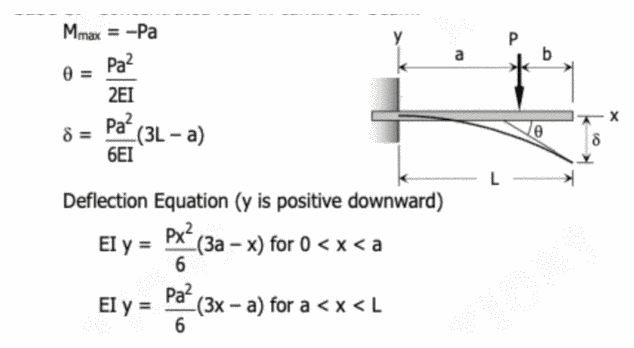 M_max = –Pa
θ = Pa² / 2EI
δ = Pa² / 6EI (3L – a)
Deflection Equation (y is positive downward)
EI y = Px² / 6 (3a – x) for 0 < x < a
EI y = Pa² / 6 (3x – a) for a < x < L
y
P
a
b
x
θ
δ
L